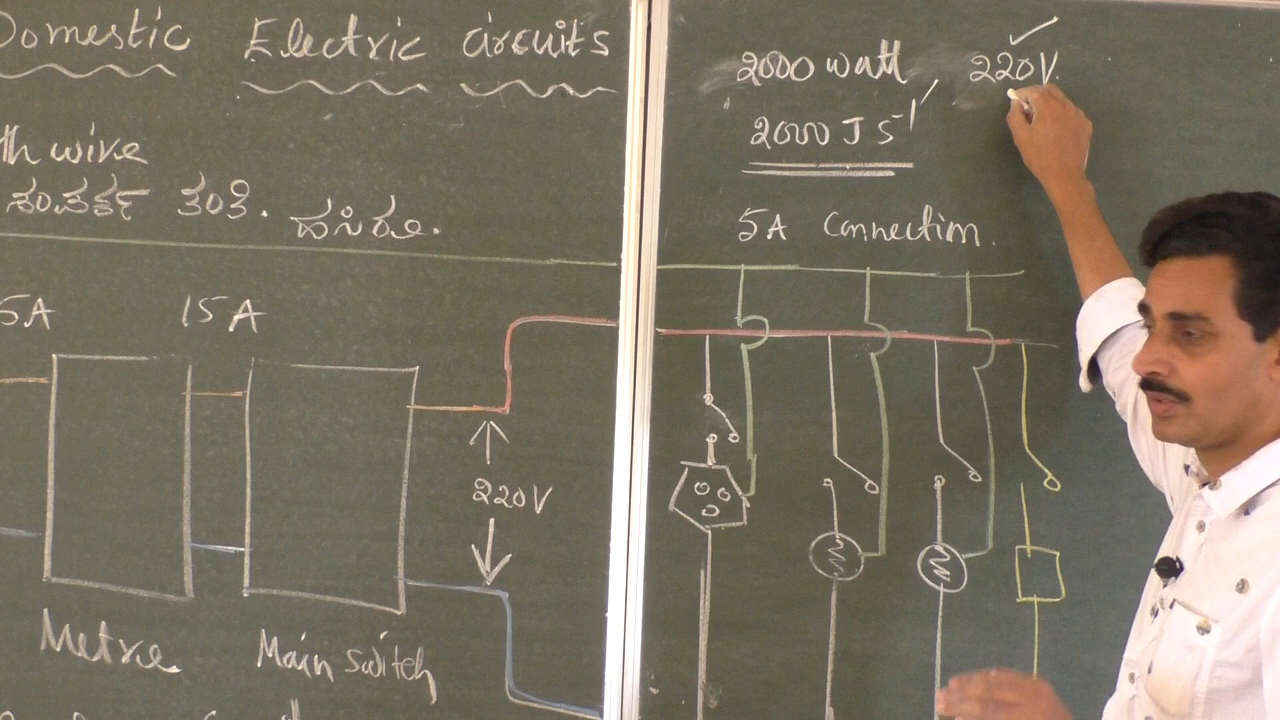 Domestic Electric circuits
th wire
ಸಂಪರ್ಕ ತಂತಿ. ಹಸಿರು.
5A 15A
220V
Metre Main switch
2000 watt, 220V
2000 J S⁻¹
5A Connection.